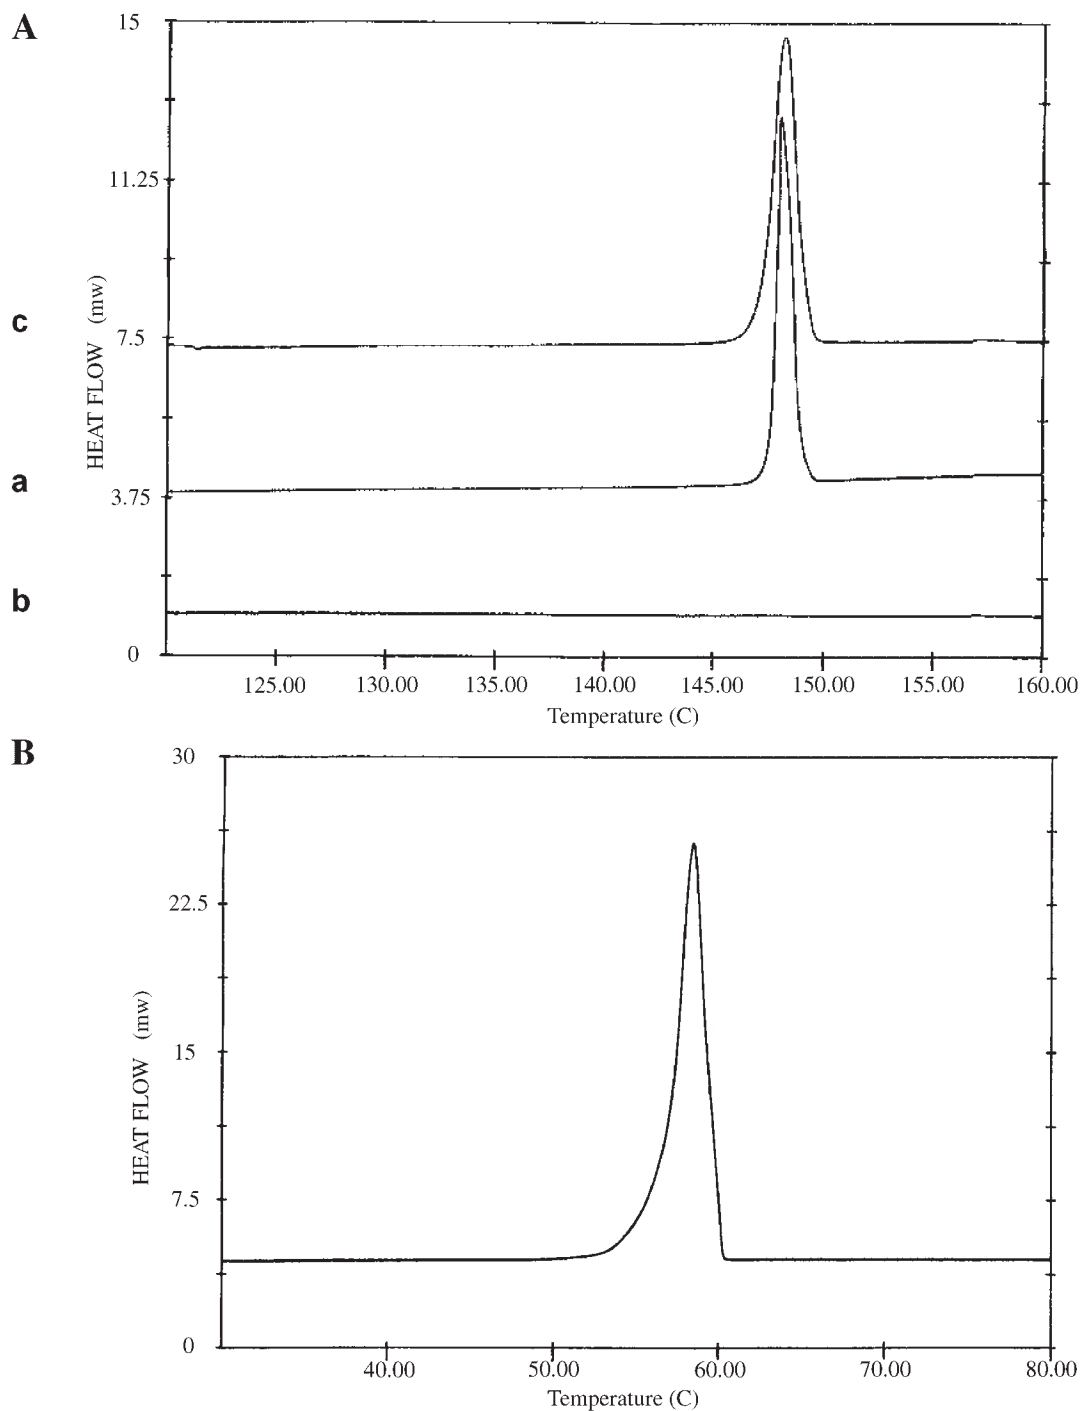 A
15
11.25
c
7.5
HEAT FLOW (mw)
a
3.75
b
0
125.00 130.00 135.00 140.00 145.00 150.00 155.00 160.00
Temperature (C)
B
30
22.5
15
HEAT FLOW (mw)
7.5
0
40.00 50.00 60.00 70.00 80.00
Temperature (C)